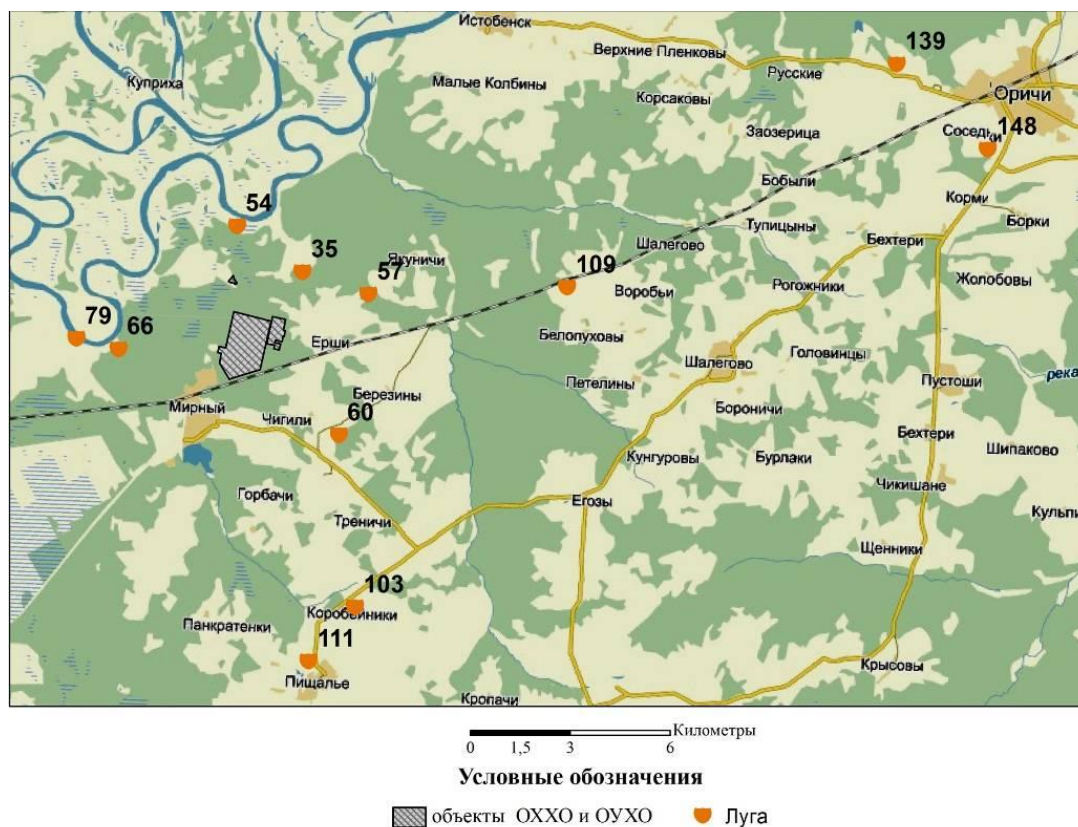 Истобенск
Верхние Пленковы
139
Куприха
Малые Колбины
Русские
Корсаковы
Оричи
Заозерица
Соседки
148
Бобыли
54
Корми
Тупицыны
Борки
35
Якуничи
Шалегово
Бехтери
57
109
Воробьи
Рогожники
Жолобовы
79
66
Ерши
Белопуховы
Шалегово
Головинцы
река
Петелины
Пустоши
Мирный
Чигили
Березины
60
Бороничи
Бехтери
Шипаково
Кунгуровы
Бурлаки
Горбачи
Чикишане
Егозы
Треничи
Кульпи
Щенники
103
Коробейники
Панкратенки
111
Крысовы
Пищалье
Кропачи
Километры
0 1,5 3 6
Условные обозначения
объекты ОХХО и ОУХО Луга